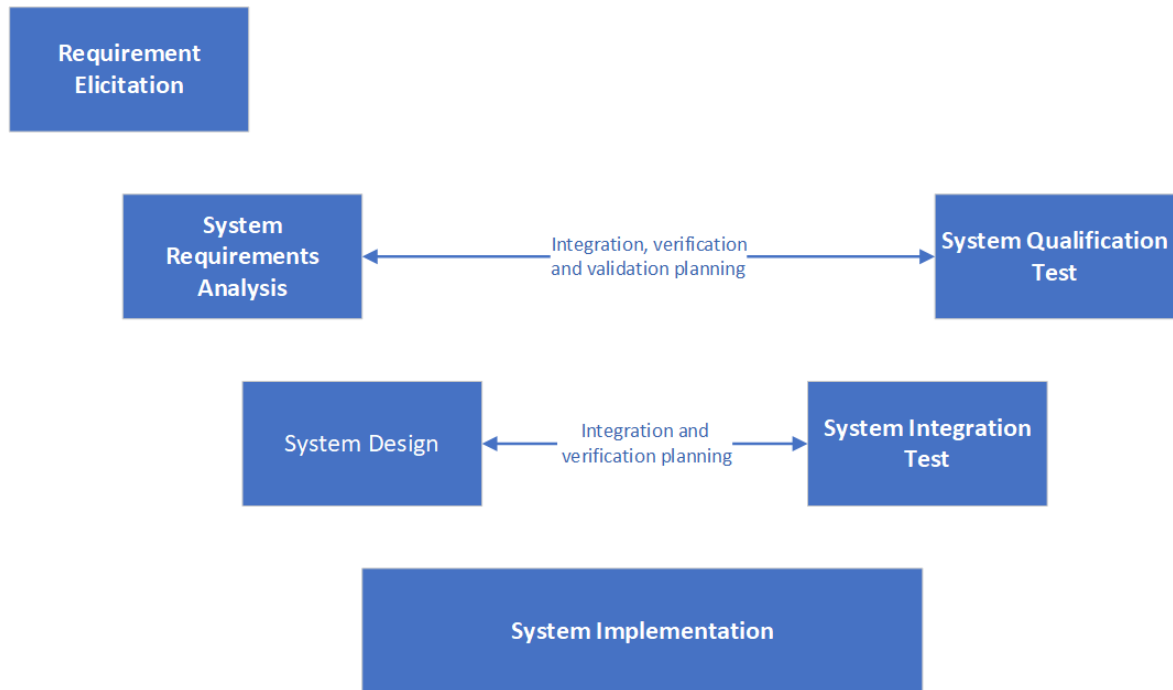 Requirement
Elicitation
System
Requirements
Analysis
Integration, verification
and validation planning
System Qualification
Test
System Design
Integration and
verification planning
System Integration
Test
System Implementation